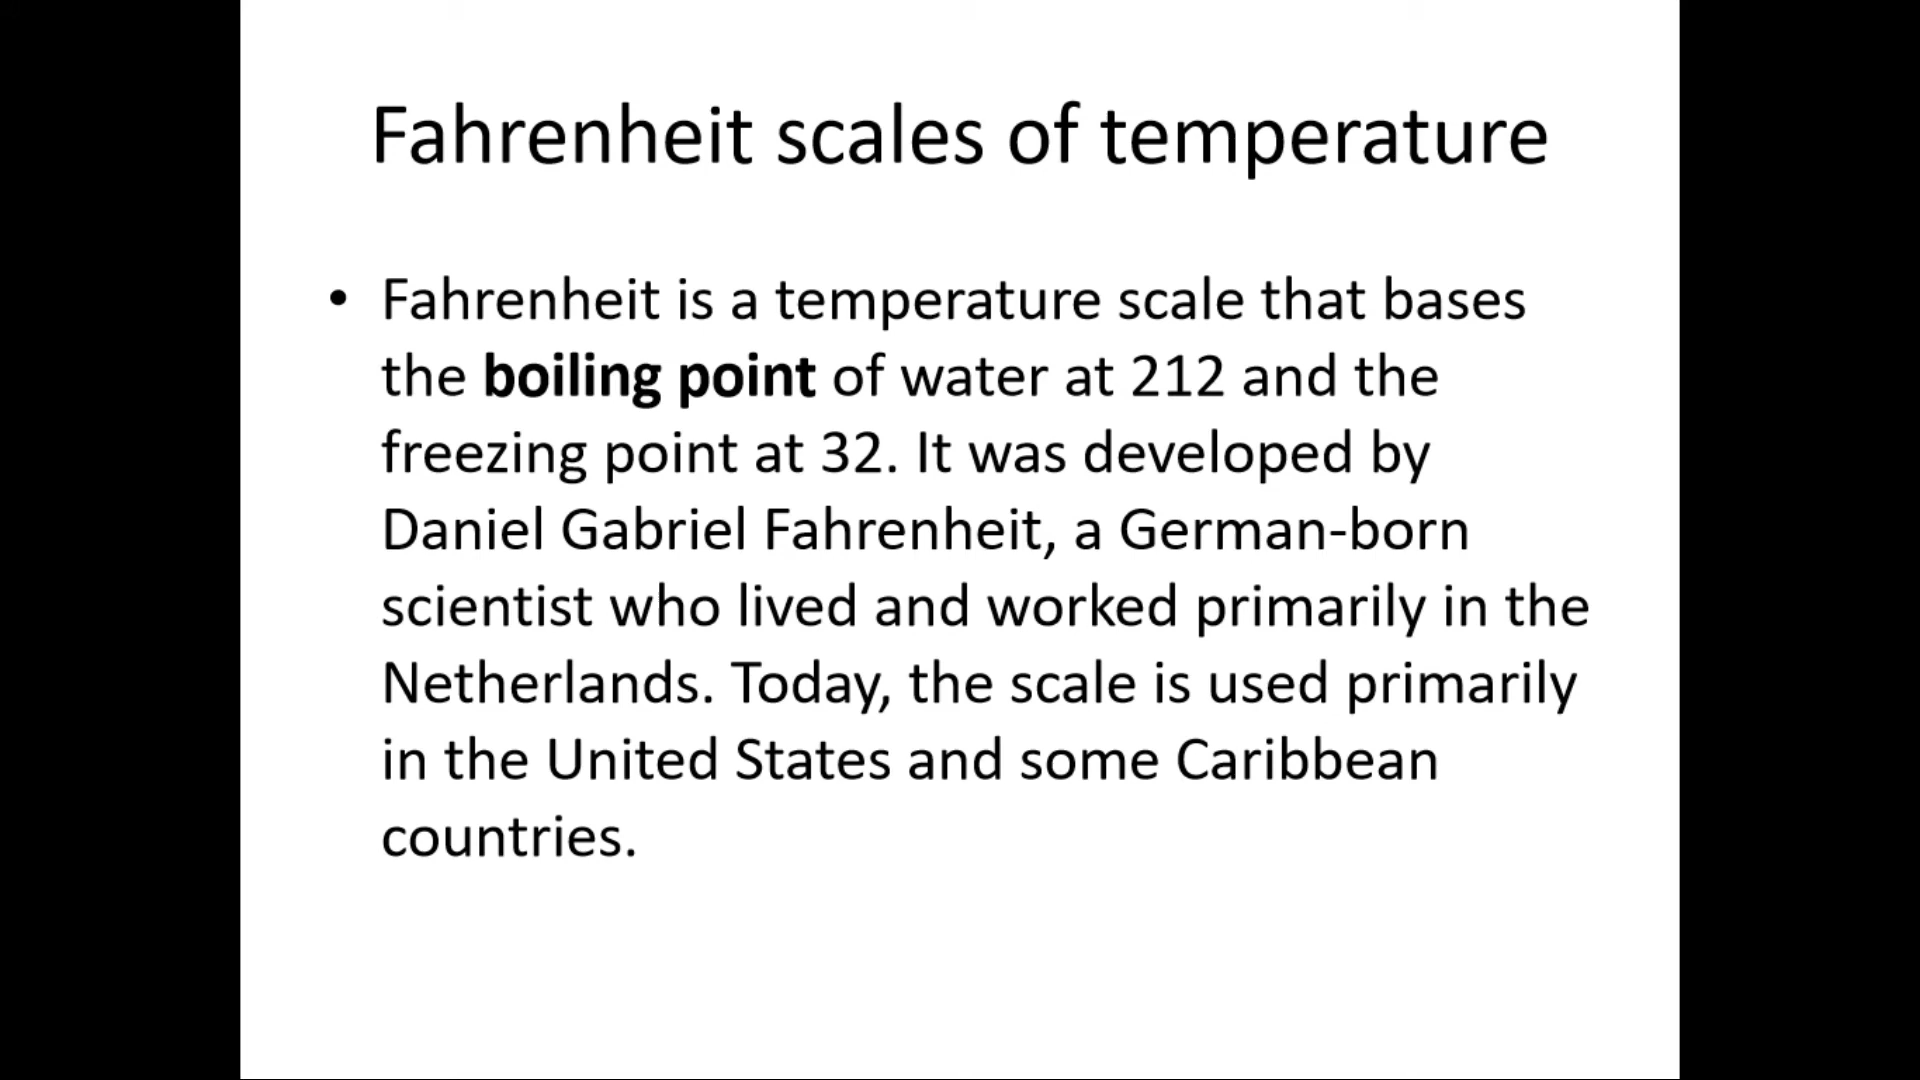 Fahrenheit scales of temperature
• Fahrenheit is a temperature scale that bases
the boiling point of water at 212 and the
freezing point at 32. It was developed by
Daniel Gabriel Fahrenheit, a German-born
scientist who lived and worked primarily in the
Netherlands. Today, the scale is used primarily
in the United States and some Caribbean
countries.